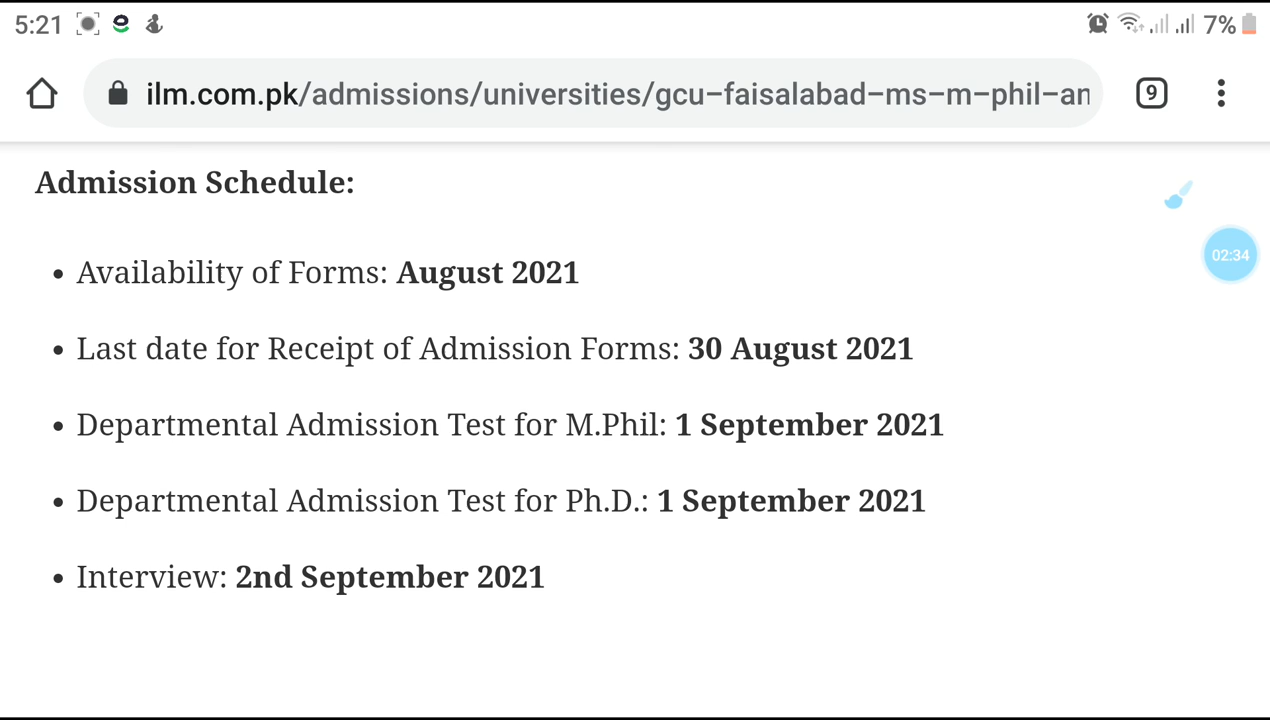 5:21 7%
ilm.com.pk/admissions/universities/gcu-faisalabad-ms-m-phil-an 9
Admission Schedule:
02:34
• Availability of Forms: August 2021
• Last date for Receipt of Admission Forms: 30 August 2021
• Departmental Admission Test for M.Phil: 1 September 2021
• Departmental Admission Test for Ph.D.: 1 September 2021
• Interview: 2nd September 2021